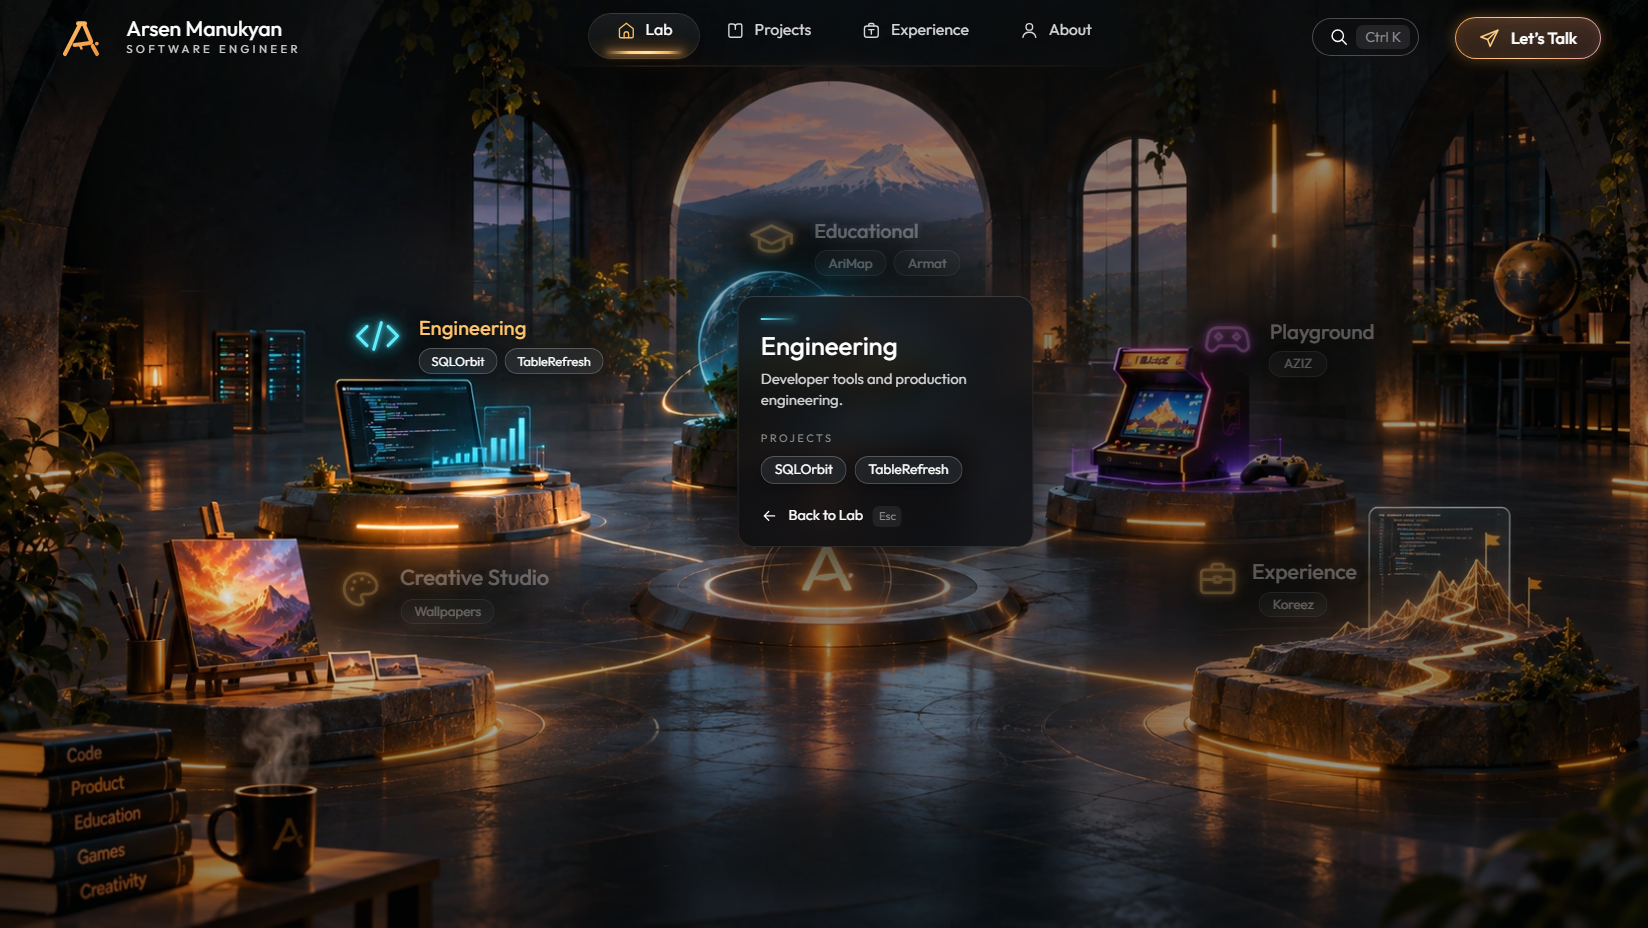 Arsen Manukyan
SOFTWARE ENGINEER
Lab
Projects
Experience
About
Ctrl K
Let's Talk
Educational
AriMap
Armat
Engineering
SQLOrbit
TableRefresh
Playground
AZIZ
Engineering
Developer tools and production
engineering.
PROJECTS
SQLOrbit
TableRefresh
Back to Lab
Esc
Creative Studio
Wallpapers
Experience
Koreez
Code
Product
Education
Games
Creativity